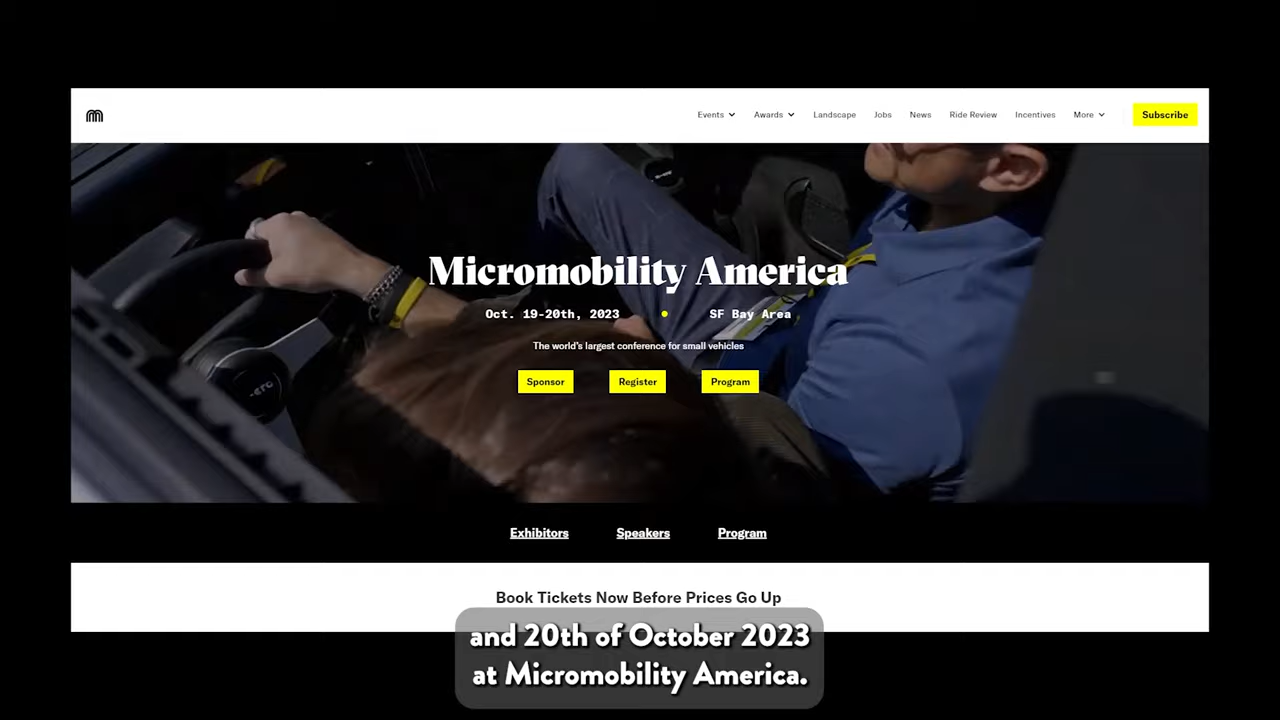 Events Awards Landscape Jobs News Ride Review Incentives More Subscribe
Micromobility America
Oct. 19-20th, 2023 SF Bay Area
The world's largest conference for small vehicles
Sponsor Register Program
Exhibitors Speakers Program
Book Tickets Now Before Prices Go Up
and 20th of October 2023
at Micromobility America.